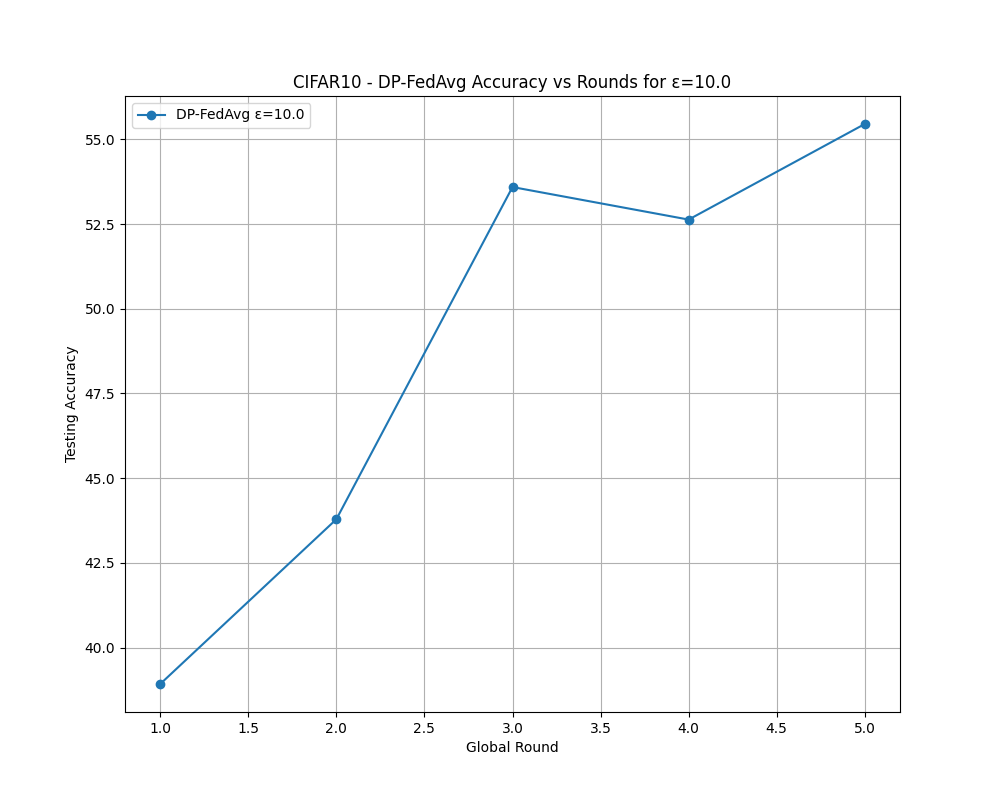 CIFAR10 - DP-FedAvg Accuracy vs Rounds for ε=10.0
DP-FedAvg ε=10.0
55.0
52.5
50.0
47.5
45.0
42.5
40.0
Testing Accuracy
1.0 1.5 2.0 2.5 3.0 3.5 4.0 4.5 5.0
Global Round